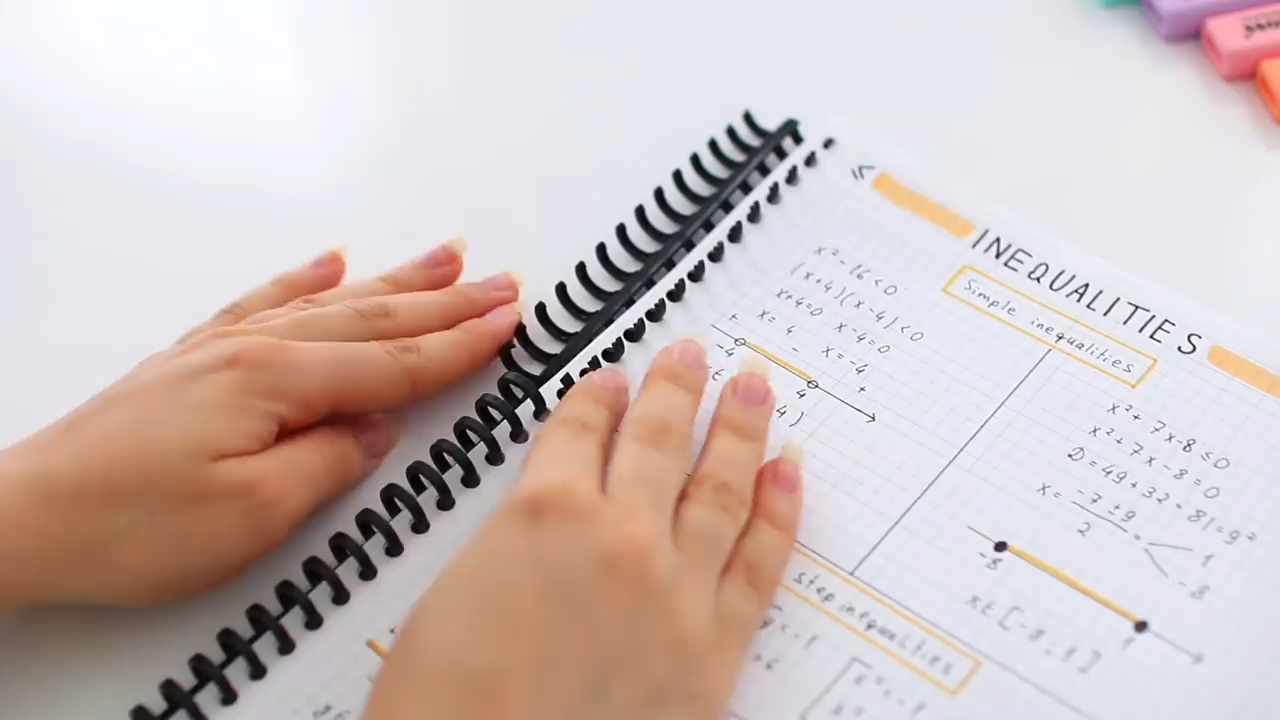 INEQUALITIES
Simple inequalities
x² - 16 < 0
(x+4)(x-4) < 0
x+4=0 x-4=0
x = 4 x = -4
+ - +
-4 4
4)
x² + 7x - 8 ≤ 0
x² + 7x - 8 = 0
D = 49 + 32 = 81 = 9²
x = -7 ± 9
2
1
-8
-8 1
step inequalities